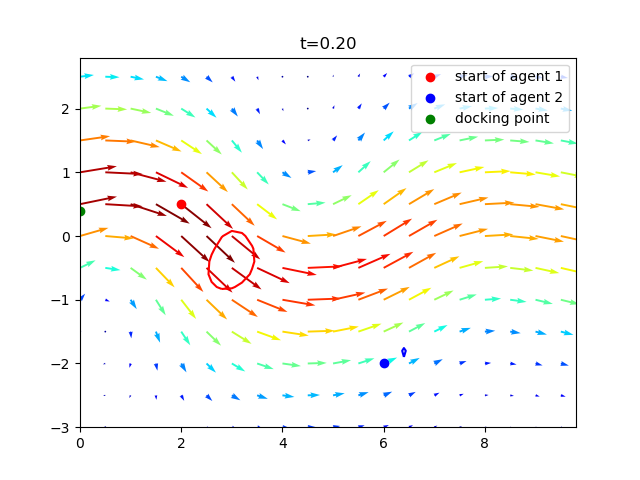 t=0.20
start of agent 1
start of agent 2
docking point
2
1
0
−1
−2
−3
0
2
4
6
8